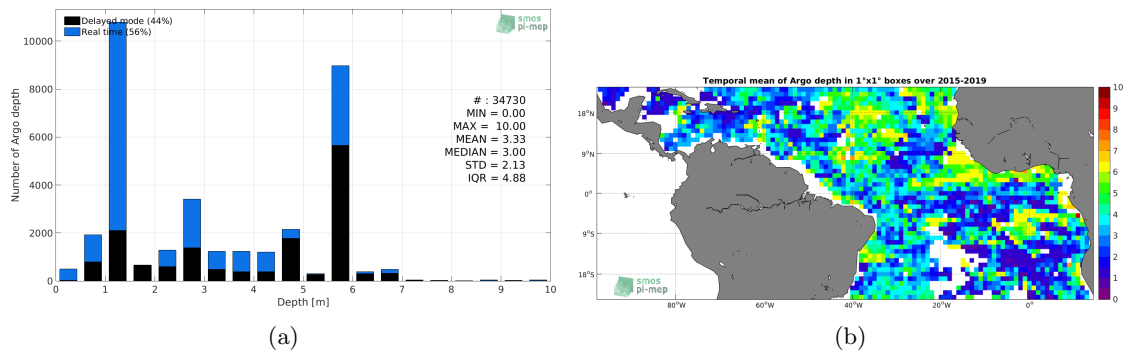 Delayed mode (44%)
Real time (56%)
smos
pi-mep
# : 34730
MIN = 0.00
MAX = 10.00
MEAN = 3.33
MEDIAN = 3.00
STD = 2.13
IQR = 4.88
Number of Argo depth
10000
8000
6000
4000
2000
0
0 1 2 3 4 5 6 7 8 9 10
Depth [m]
(a)
Temporal mean of Argo depth in 1°x1° boxes over 2015-2019
18°N
9°N
0°
9°S
18°S
80°W 60°W 40°W 20°W 0°
smos
pi-mep
10
9
8
7
6
5
4
3
2
1
0
(b)